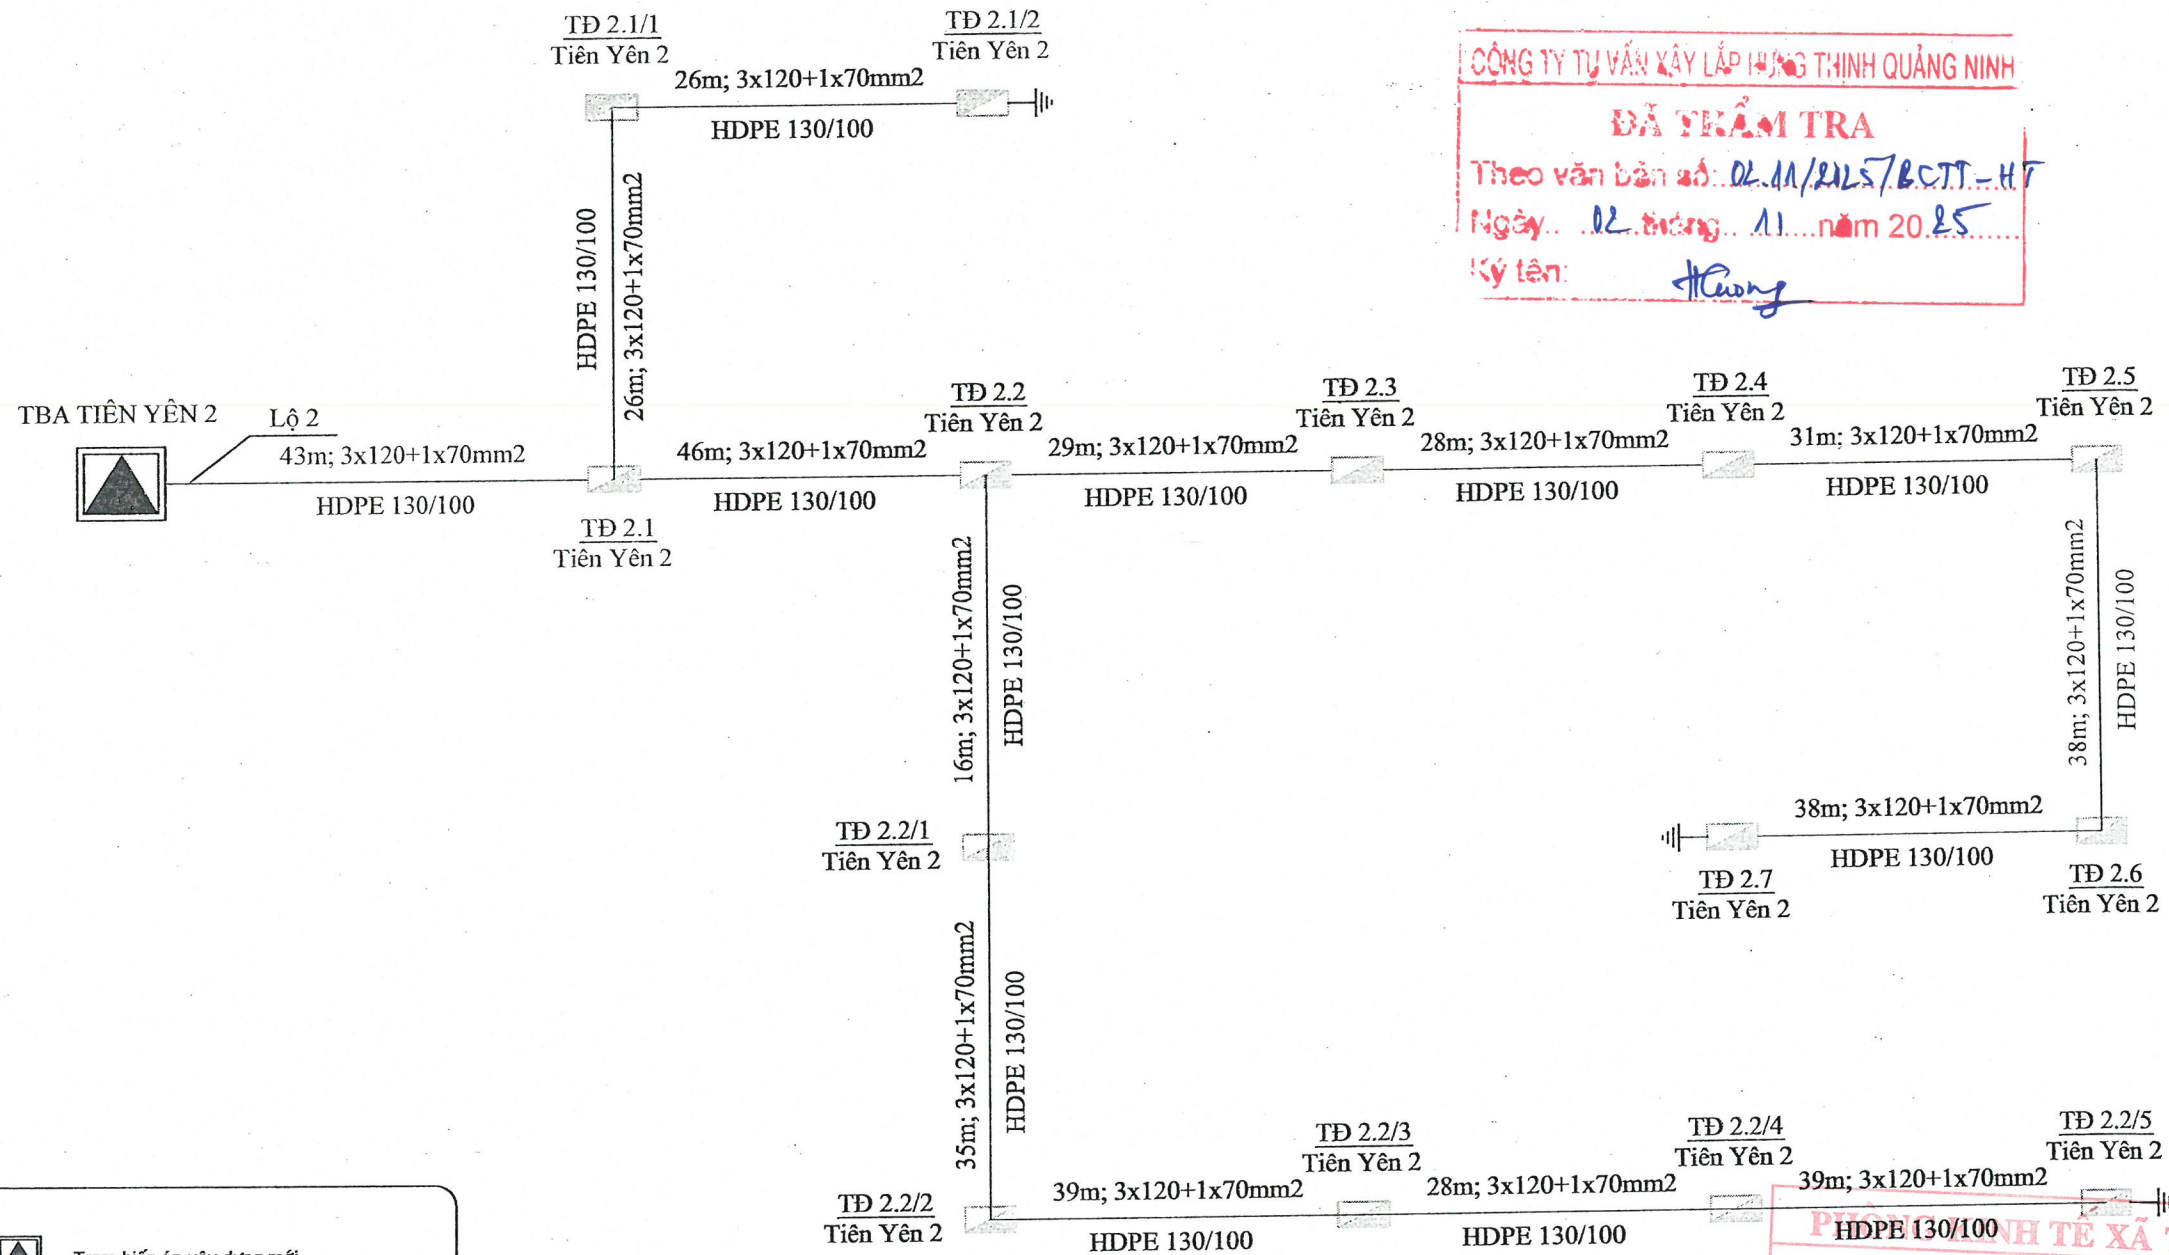 TĐ 2.1/1
Tiên Yên 2
TĐ 2.1/2
Tiên Yên 2
26m; 3x120+1x70mm2
HDPE 130/100
CÔNG TY TƯ VẤN XÂY LẮP HƯNG THỊNH QUẢNG NINH
ĐÃ THẨM TRA
Theo văn bản số: 02.11/2025/BCTT-HT
Ngày 02 tháng 11 năm 2025
Ký tên:
HDPE 130/100
26m; 3x120+1x70mm2
TBA TIÊN YÊN 2
Lộ 2
43m; 3x120+1x70mm2
HDPE 130/100
TĐ 2.1
Tiên Yên 2
46m; 3x120+1x70mm2
HDPE 130/100
TĐ 2.2
Tiên Yên 2
29m; 3x120+1x70mm2
HDPE 130/100
TĐ 2.3
Tiên Yên 2
28m; 3x120+1x70mm2
HDPE 130/100
TĐ 2.4
Tiên Yên 2
31m; 3x120+1x70mm2
HDPE 130/100
TĐ 2.5
Tiên Yên 2
16m; 3x120+1x70mm2
HDPE 130/100
38m; 3x120+1x70mm2
HDPE 130/100
TĐ 2.2/1
Tiên Yên 2
38m; 3x120+1x70mm2
HDPE 130/100
TĐ 2.7
Tiên Yên 2
TĐ 2.6
Tiên Yên 2
35m; 3x120+1x70mm2
HDPE 130/100
TĐ 2.2/2
Tiên Yên 2
39m; 3x120+1x70mm2
HDPE 130/100
TĐ 2.2/3
Tiên Yên 2
28m; 3x120+1x70mm2
HDPE 130/100
TĐ 2.2/4
Tiên Yên 2
39m; 3x120+1x70mm2
HDPE 130/100
TĐ 2.2/5
Tiên Yên 2
PHÒNG KINH TẾ XÃ